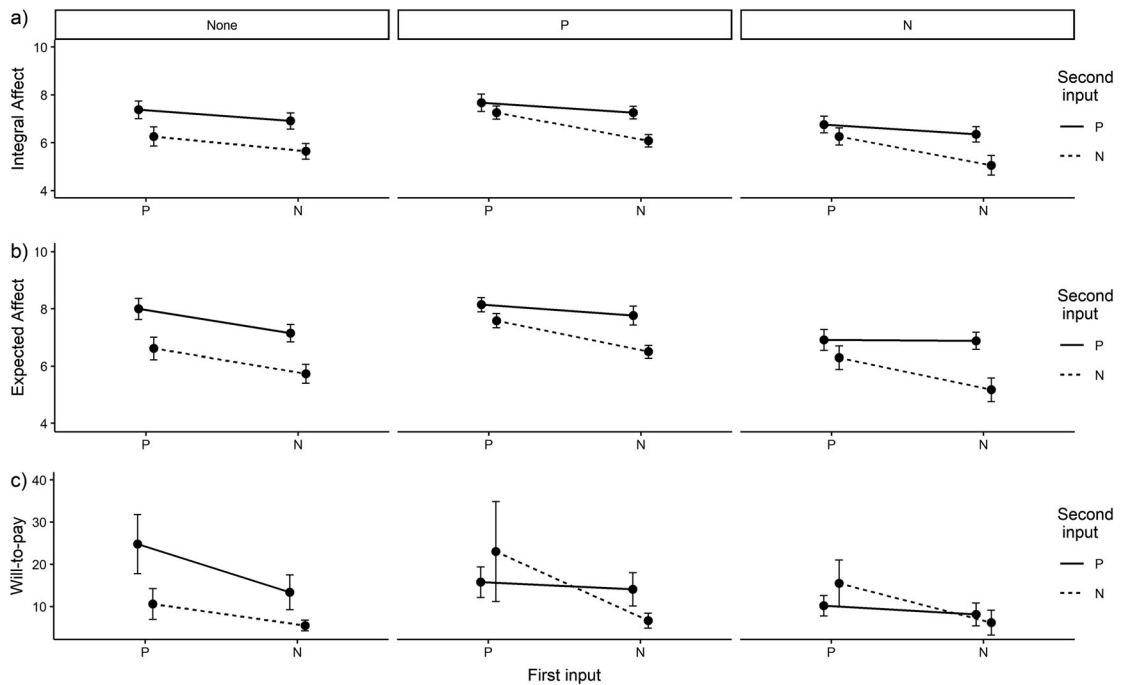 a)
None
P
N
10
8
6
4
Integral Affect
P
N
P
N
P
N
Second
input
P
N
b)
10
8
6
4
Expected Affect
P
N
P
N
P
N
Second
input
P
N
c)
40
30
20
10
Will-to-pay
P
N
P
N
P
N
Second
input
P
N
First input